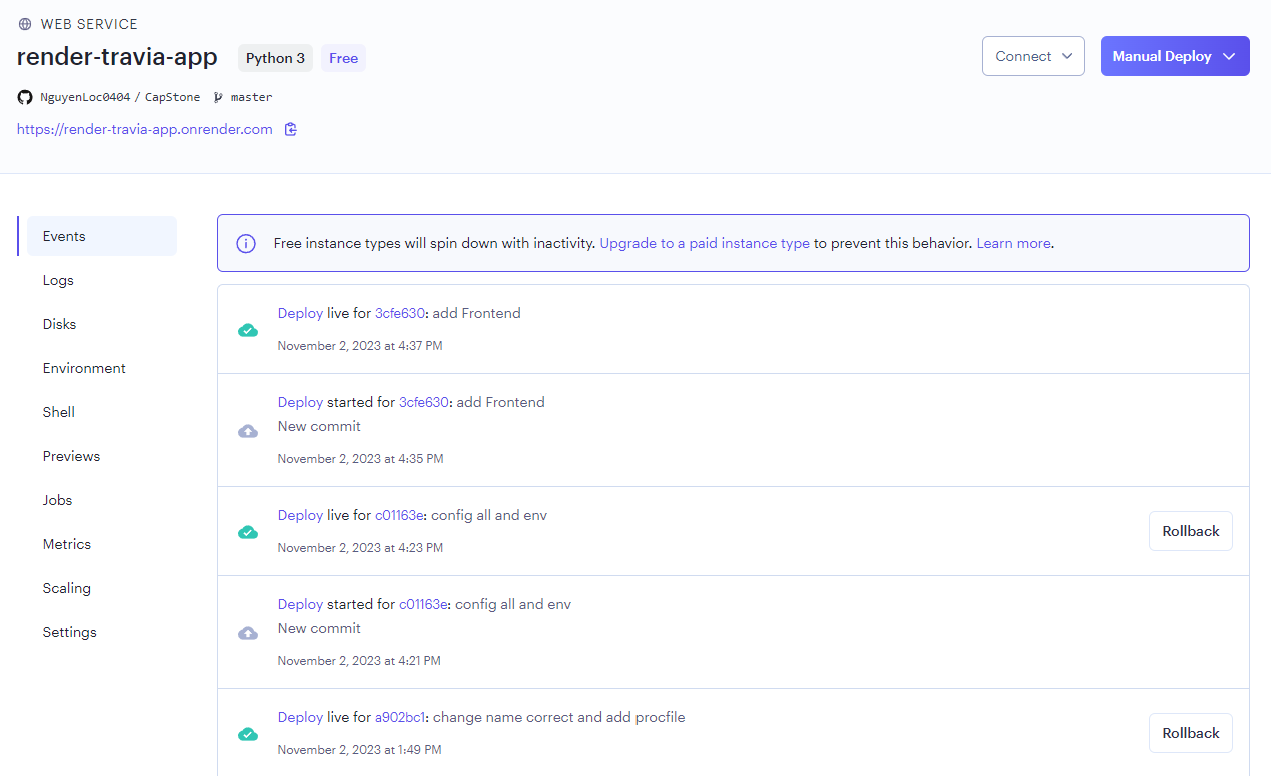 WEB SERVICE
render-travia-app Python 3 Free
Connect Manual Deploy
NguyenLoc0404 / CapStone master
https://render-travia-app.onrender.com
Events
Logs
Disks
Environment
Shell
Previews
Jobs
Metrics
Scaling
Settings
Free instance types will spin down with inactivity. Upgrade to a paid instance type to prevent this behavior. Learn more.
Deploy live for 3cfe630: add Frontend
November 2, 2023 at 4:37 PM
Deploy started for 3cfe630: add Frontend
New commit
November 2, 2023 at 4:35 PM
Deploy live for c01163e: config all and env
November 2, 2023 at 4:23 PM
Rollback
Deploy started for c01163e: config all and env
New commit
November 2, 2023 at 4:21 PM
Deploy live for a902bc1: change name correct and add procfile
November 2, 2023 at 1:49 PM
Rollback